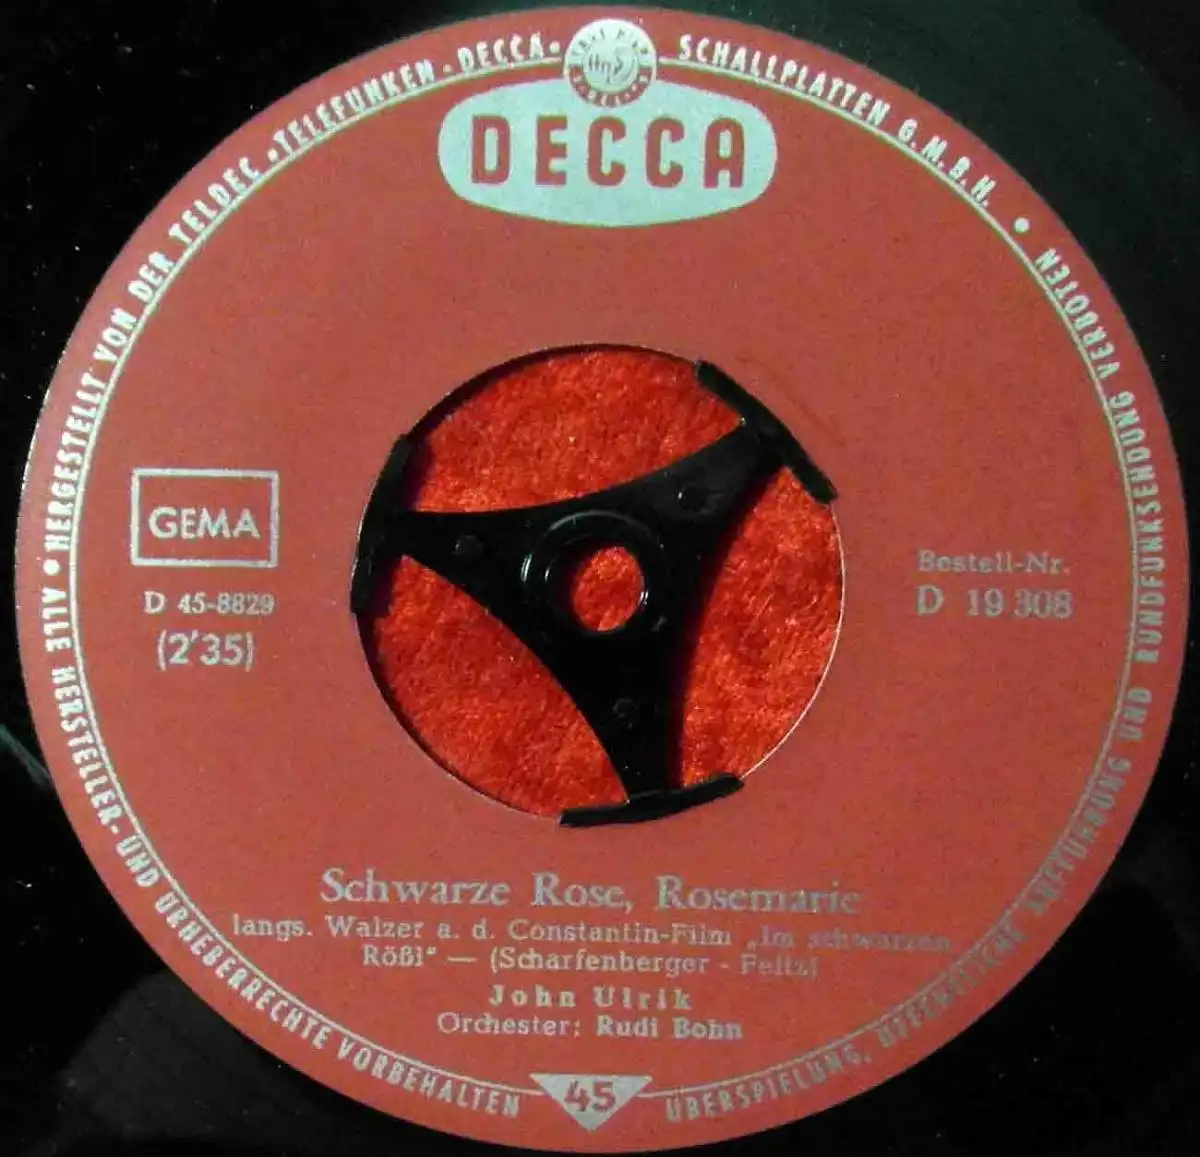 • HERGESTELLT VON DER TELDEC • TELEFUNKEN - DECCA • SCHALLPLATTEN G.M.B.H. •
DECCA
GEMA
D 45-8829
(2'35)
Bestell-Nr.
D 19 308
Schwarze Rose, Rosemarie
langs. Walzer a. d. Constantin-Film „Im schwarzen
Rößl" — (Scharfenberger - Feltz)
John Ulrik
Orchester: Rudi Bohn
45
• ALLE HERSTELLER- UND URHEBERRECHTE VORBEHALTEN
ÜBERSPIELUNG, ÖFFENTLICHE AUFFÜHRUNG UND RUNDFUNKSENDUNG VERBOTEN